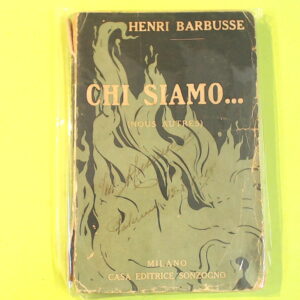 HENRI BARBUSSE
CHI SIAMO...
(NOUS AUTRES)
MILANO
CASA EDITRICE SONZOGNO